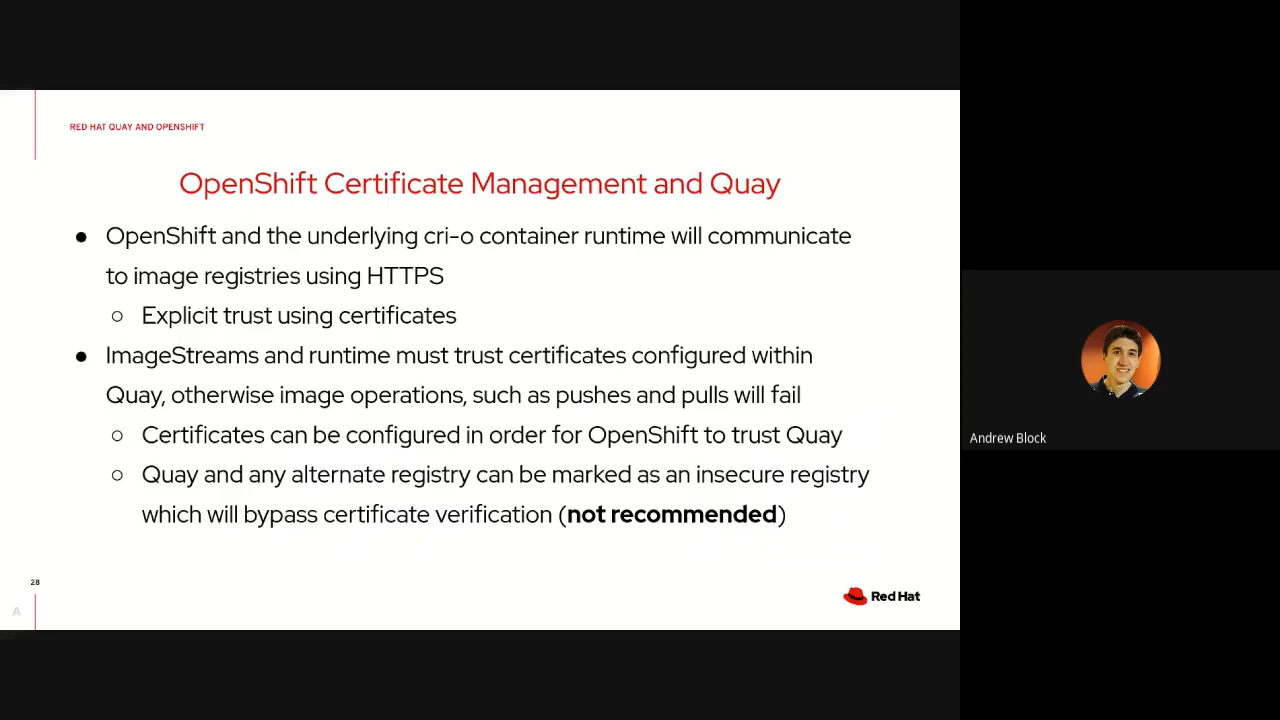 RED HAT QUAY AND OPENSHIFT
OpenShift Certificate Management and Quay
● OpenShift and the underlying cri-o container runtime will communicate
to image registries using HTTPS
○ Explicit trust using certificates
● ImageStreams and runtime must trust certificates configured within
Quay, otherwise image operations, such as pushes and pulls will fail
○ Certificates can be configured in order for OpenShift to trust Quay
○ Quay and any alternate registry can be marked as an insecure registry
which will bypass certificate verification (not recommended)
Andrew Block
28
A
Red Hat